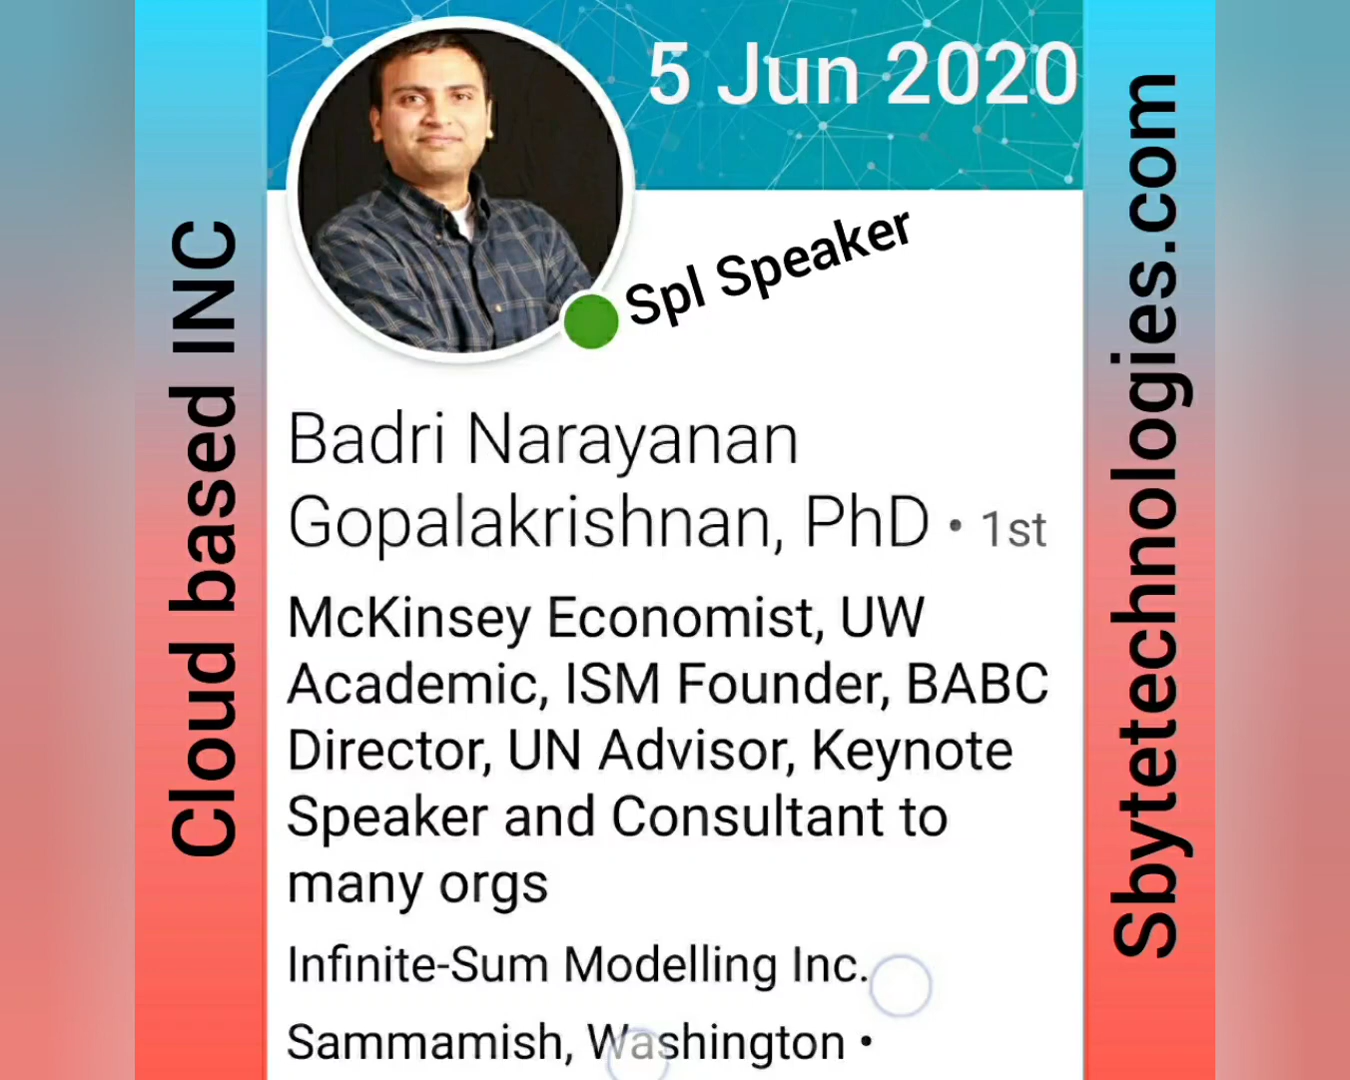 5 Jun 2020
Spl Speaker
Cloud based INC
Sbytetechnologies.com
Badri Narayanan
Gopalakrishnan, PhD • 1st
McKinsey Economist, UW
Academic, ISM Founder, BABC
Director, UN Advisor, Keynote
Speaker and Consultant to
many orgs
Infinite-Sum Modelling Inc.
Sammamish, Washington •